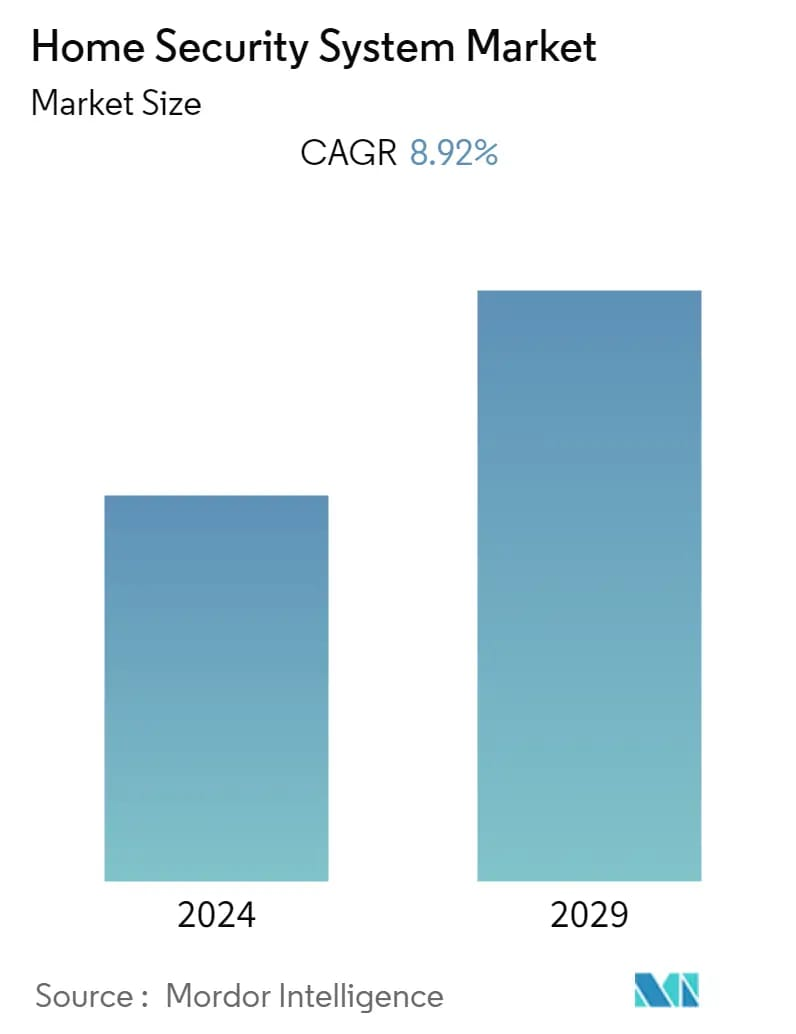 Home Security System Market
Market Size
CAGR 8.92%
2024
2029
Source : Mordor Intelligence